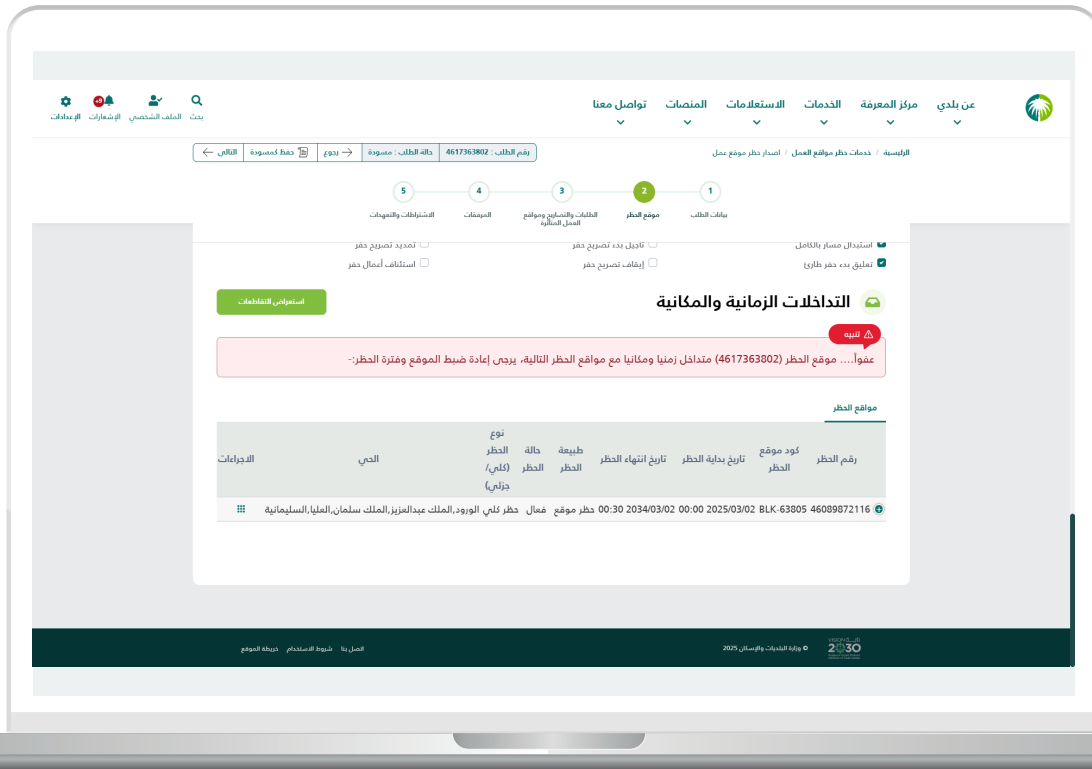 عن بلدي
مركز المعرفة
الخدمات
الاستعلامات
المنصات
تواصل معنا
بحث
الملف الشخصي
+9
الإشعارات
الإعدادات
الرئيسية / خدمات حظر مواقع العمل / اصدار حظر موقع عمل
رقم الطلب : 4617363802
حالة الطلب : مسودة
رجوع
حفظ كمسودة
التالي
1
بيانات الطلب
2
موقع الحظر
3
الطلبات والتصاريح ومواقع العمل المتأثرة
4
المرفقات
5
الاشتراطات والتعهدات
استبدال مسار بالكامل
تأجيل بدء تصريح حفر
تمديد تصريح حفر
تعليق بدء حفر طارئ
إيقاف تصريح حفر
استئناف أعمال حفر
التداخلات الزمانية والمكانية
استعراض التقاطعات
تنبيه
عفواً.... موقع الحظر (4617363802) متداخل زمنيا ومكانيا مع مواقع الحظر التالية، يرجى إعادة ضبط الموقع وفترة الحظر:-
مواقع الحظر
رقم الحظر
كود موقع الحظر
تاريخ بداية الحظر
تاريخ انتهاء الحظر
طبيعة الحظر
حالة الحظر
نوع الحظر (كلي/جزئي)
الحي
الاجراءات
46089872116
BLK-63805
2025/03/02 00:00
2034/03/02 00:30
حظر موقع
فعال
حظر كلي
الورود,الملك عبدالعزيز,الملك سلمان,العليا,السليمانية
VISION رؤية
2030
© وزارة البلديات والإسكان 2025
اتصل بنا
شروط الاستخدام
خريطة الموقع